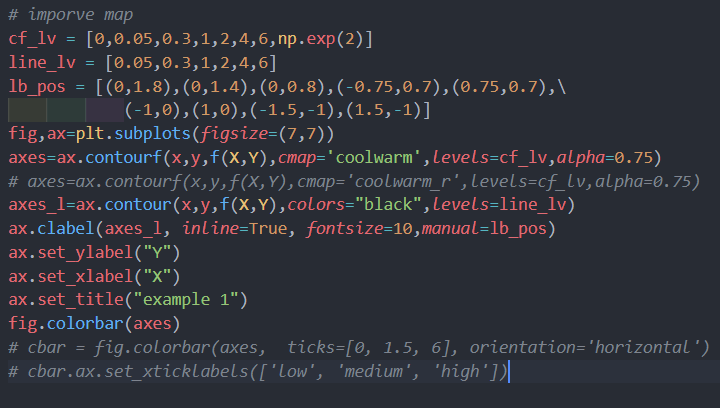 # imporve map
cf_lv = [0,0.05,0.3,1,2,4,6,np.exp(2)]
line_lv = [0.05,0.3,1,2,4,6]
lb_pos = [(0,1.8),(0,1.4),(0,0.8),(-0.75,0.7),(0.75,0.7),\
(-1,0),(1,0),(-1.5,-1),(1.5,-1)]
fig,ax=plt.subplots(figsize=(7,7))
axes=ax.contourf(x,y,f(X,Y),cmap='coolwarm',levels=cf_lv,alpha=0.75)
# axes=ax.contourf(x,y,f(X,Y),cmap='coolwarm_r',levels=cf_lv,alpha=0.75)
axes_l=ax.contour(x,y,f(X,Y),colors="black",levels=line_lv)
ax.clabel(axes_l, inline=True, fontsize=10,manual=lb_pos)
ax.set_ylabel("Y")
ax.set_xlabel("X")
ax.set_title("example 1")
fig.colorbar(axes)
# cbar = fig.colorbar(axes,  ticks=[0, 1.5, 6], orientation='horizontal')
# cbar.ax.set_xticklabels(['low', 'medium', 'high'])